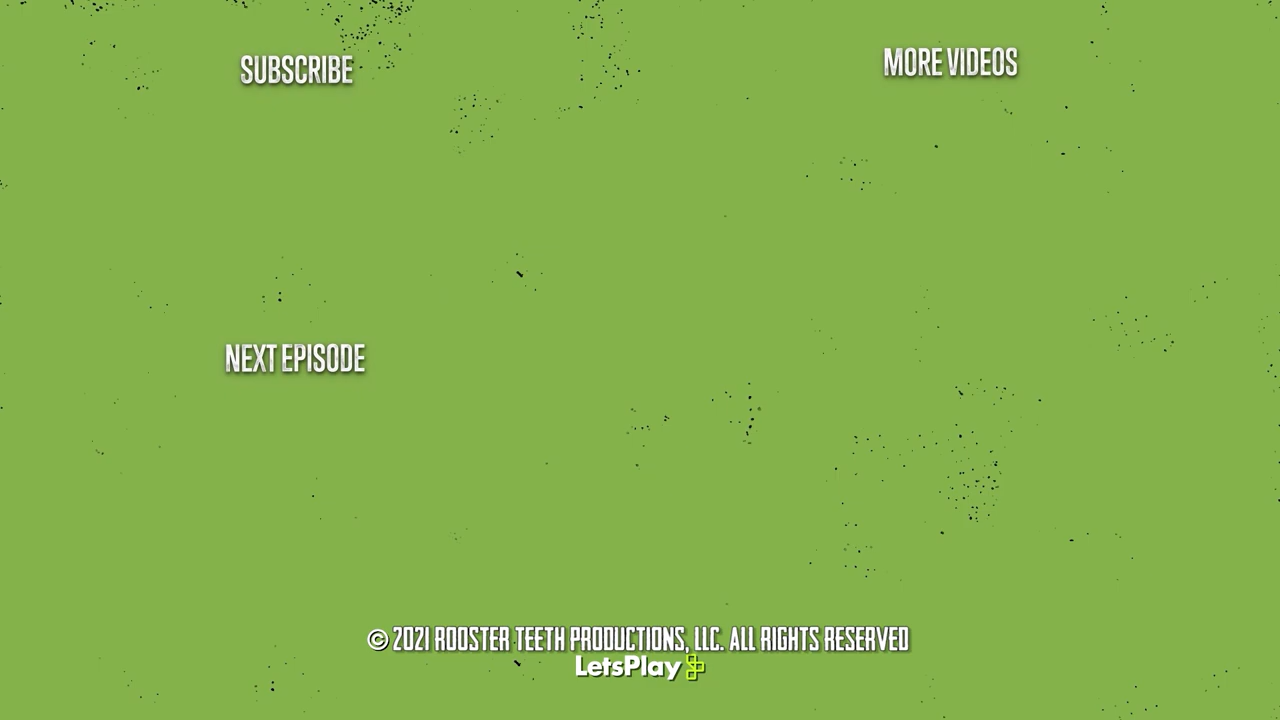 SUBSCRIBE
MORE VIDEOS
NEXT EPISODE
© 2021 ROOSTER TEETH PRODUCTIONS, LLC. ALL RIGHTS RESERVED
LetsPlay